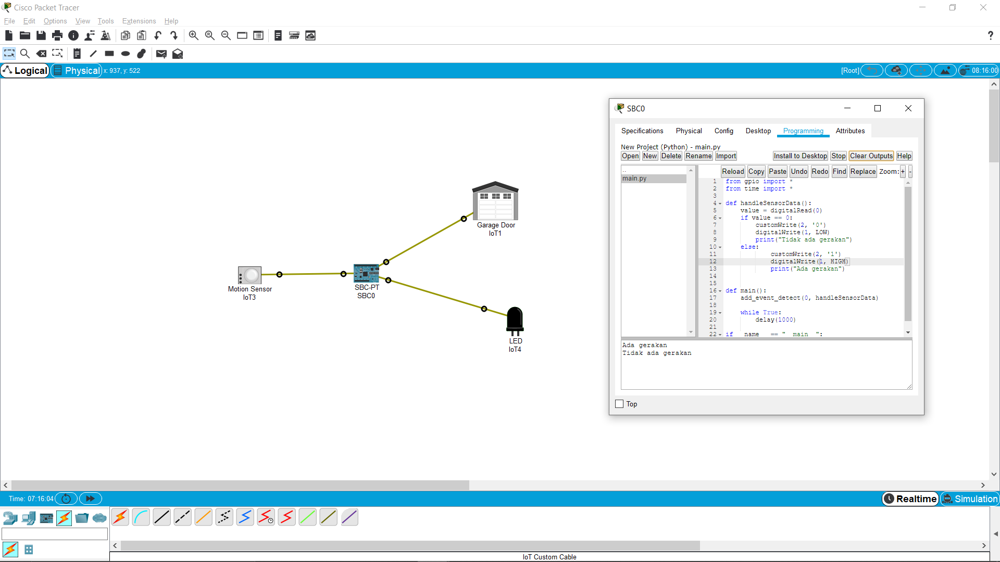 Cisco Packet Tracer
File Edit Options View Tools Extensions Help
?
Logical Physical x: 937, y: 522 [Root] 08:16:00
SBC0
Specifications Physical Config Desktop Programming Attributes
New Project (Python) - main.py
Open New Delete Rename Import Install to Desktop Stop Clear Outputs Help
..
main.py
Reload Copy Paste Undo Redo Find Replace Zoom: + -
1 from gpio import *
2 from time import *
3
4 def handleSensorData():
5 value = digitalRead(0)
6 if value == 0:
7 customWrite(2, '0')
8 digitalWrite(1, LOW)
9 print("Tidak ada gerakan")
10 else:
11 customWrite(2, '1')
12 digitalWrite(1, HIGH)
13 print("Ada gerakan")
14
15
16 def main():
17 add_event_detect(0, handleSensorData)
18
19 while True:
20 delay(1000)
21
22 if __name__ == "__main__":
Ada gerakan
Tidak ada gerakan
Top
Garage Door
IoT1
Motion Sensor
IoT3
SBC-PT
SBC0
LED
IoT4
Time: 07:16:04 Realtime Simulation
IoT Custom Cable